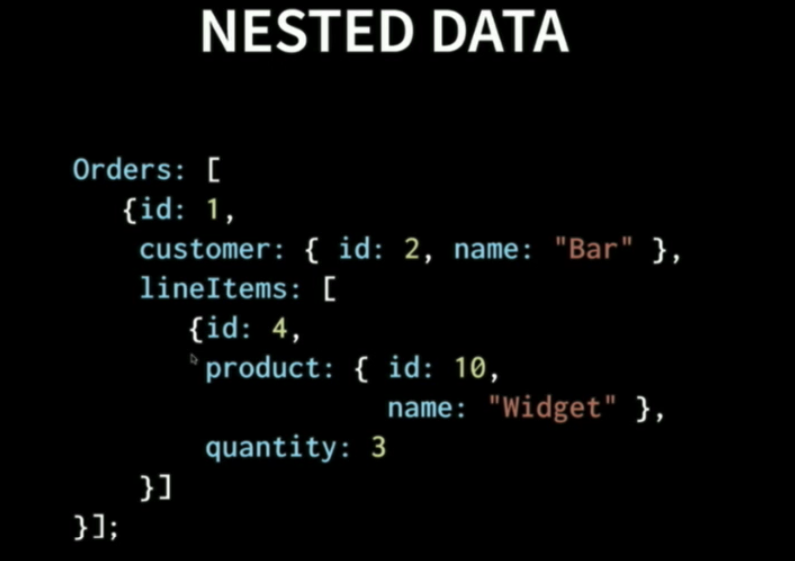 NESTED DATA
Orders: [
{id: 1,
customer: { id: 2, name: "Bar" },
lineItems: [
{id: 4,
product: { id: 10,
name: "Widget" },
quantity: 3
}]
}];